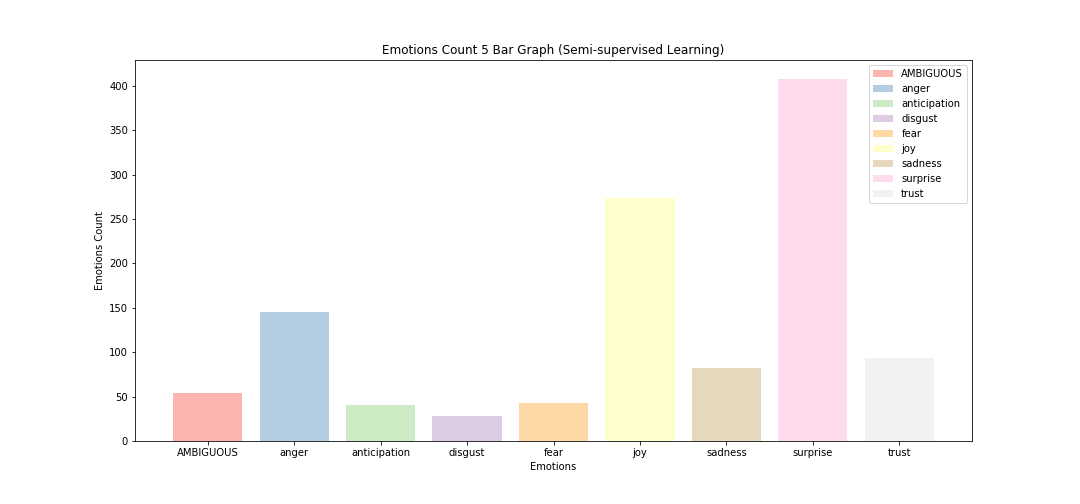 Emotions Count 5 Bar Graph (Semi-supervised Learning)
Emotions Count
400
350
300
250
200
150
100
50
0
AMBIGUOUS
anger
anticipation
disgust
fear
joy
sadness
surprise
trust
AMBIGUOUS anger anticipation disgust fear joy sadness surprise trust
Emotions